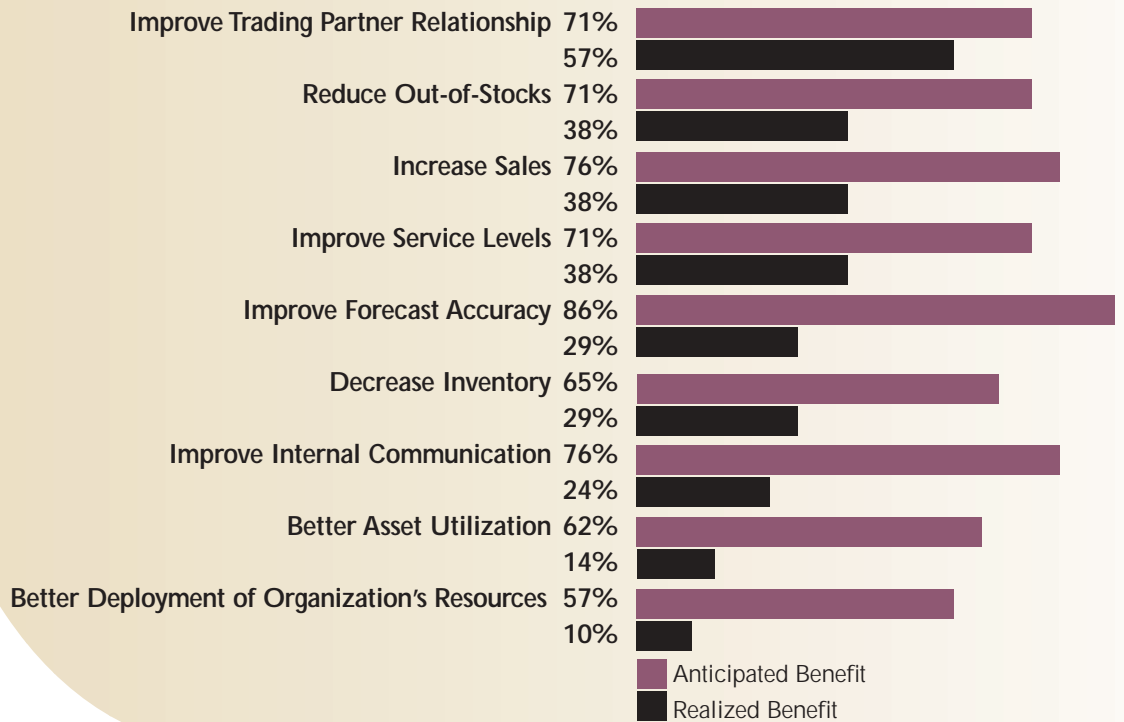 Improve Trading Partner Relationship 71%
57%
Reduce Out-of-Stocks 71%
38%
Increase Sales 76%
38%
Improve Service Levels 71%
38%
Improve Forecast Accuracy 86%
29%
Decrease Inventory 65%
29%
Improve Internal Communication 76%
24%
Better Asset Utilization 62%
14%
Better Deployment of Organization's Resources 57%
10%
Anticipated Benefit
Realized Benefit